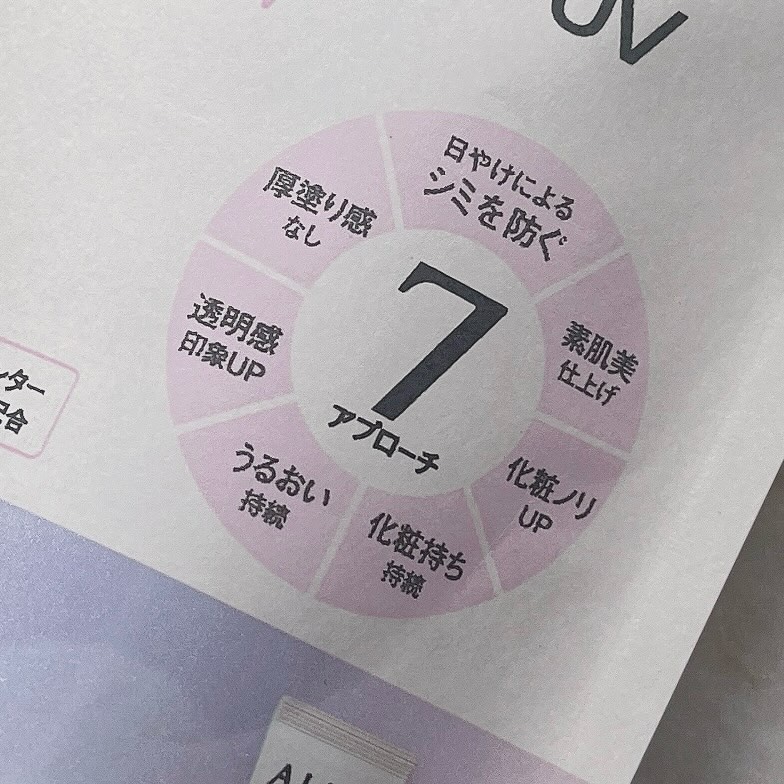 UV
日やけによる
シミを防ぐ
素肌美
仕上げ
化粧ノリ
UP
化粧持ち
持続
うるおい
持続
透明感
印象UP
厚塗り感
なし
7
アプローチ
ター
合